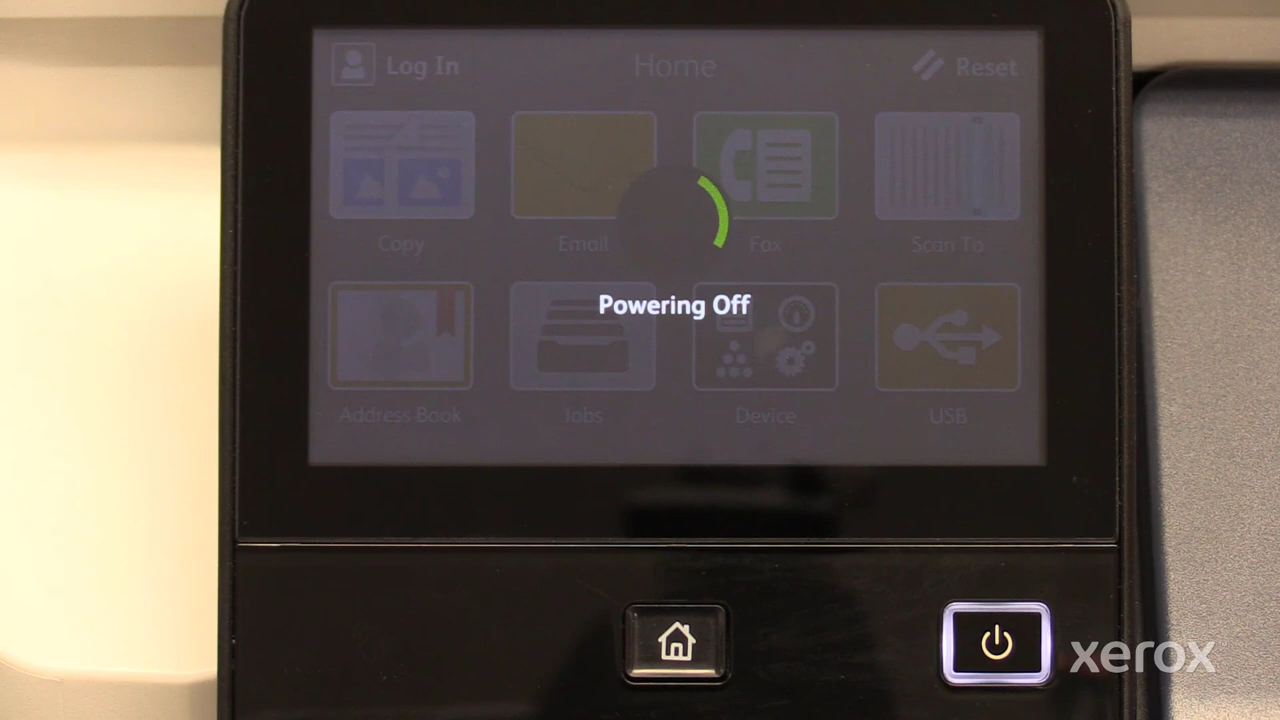 Log In
Home
Reset
Copy
Email
Fax
Scan To
Powering Off
Address Book
Jobs
Device
USB
xerox